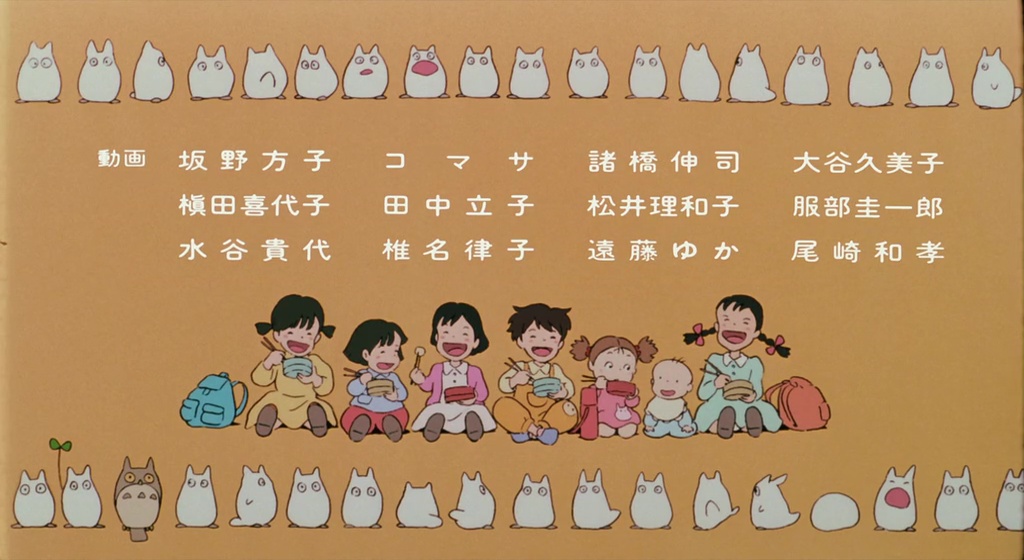 動画 坂野方子 コマサ 諸橋伸司 大谷久美子
槇田喜代子 田中立子 松井理和子 服部圭一郎
水谷貴代 椎名律子 遠藤ゆか 尾崎和孝